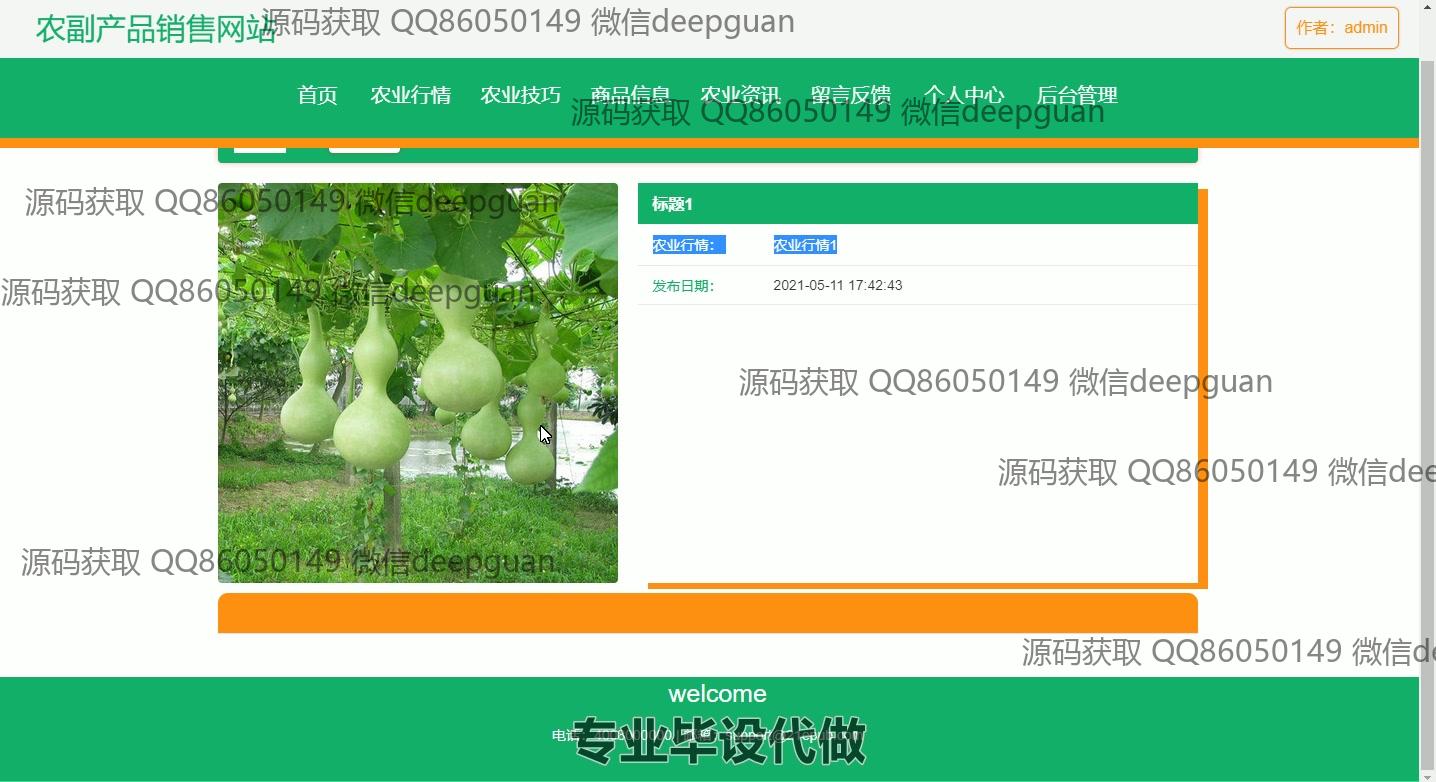 农副产品销售网站
源码获取 QQ86050149 微信deepguan
作者：admin
首页 农业行情 农业技巧 商品信息 农业资讯 留言反馈 个人中心 后台管理
源码获取 QQ86050149 微信deepguan
源码获取 QQ86050149 微信deepguan
标题1
农业行情： 农业行情1
源码获取 QQ86050149 微信deepguan
发布日期： 2021-05-11 17:42:43
源码获取 QQ86050149 微信deepguan
源码获取 QQ86050149 微信dee
源码获取 QQ86050149 微信deepguan
源码获取 QQ86050149 微信de
welcome
专业毕设代做